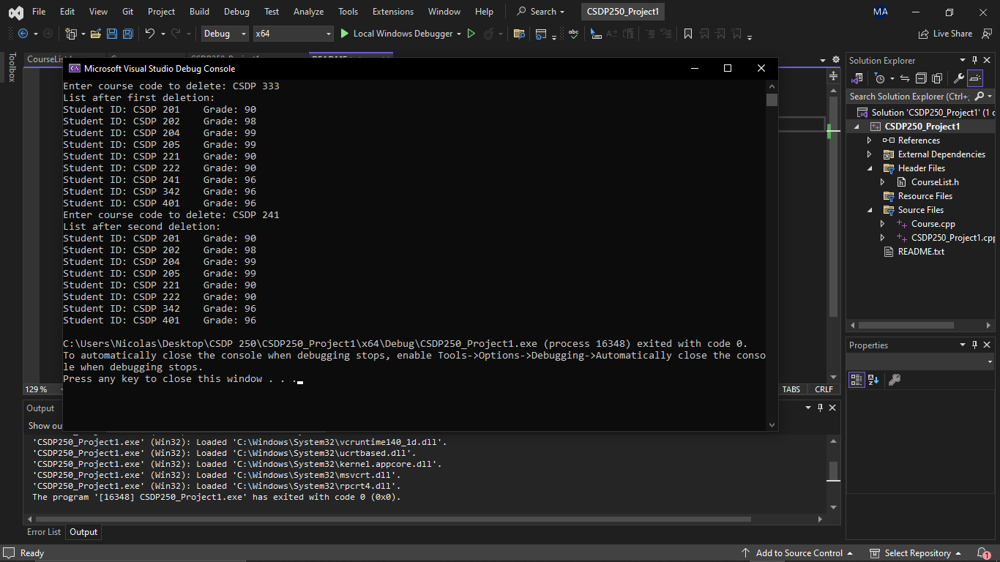 File Edit View Git Project Build Debug Test Analyze Tools Extensions Window Help Search CSDP250_Project1 MA
Debug x64 Local Windows Debugger Live Share
Toolbox
CourseList.h
README.txt
Microsoft Visual Studio Debug Console
Enter course code to delete: CSDP 333
List after first deletion:
Student ID: CSDP 201    Grade: 90
Student ID: CSDP 202    Grade: 98
Student ID: CSDP 204    Grade: 99
Student ID: CSDP 205    Grade: 99
Student ID: CSDP 221    Grade: 90
Student ID: CSDP 222    Grade: 90
Student ID: CSDP 241    Grade: 96
Student ID: CSDP 342    Grade: 96
Student ID: CSDP 401    Grade: 96
Enter course code to delete: CSDP 241
List after second deletion:
Student ID: CSDP 201    Grade: 90
Student ID: CSDP 202    Grade: 98
Student ID: CSDP 204    Grade: 99
Student ID: CSDP 205    Grade: 99
Student ID: CSDP 221    Grade: 90
Student ID: CSDP 222    Grade: 90
Student ID: CSDP 342    Grade: 96
Student ID: CSDP 401    Grade: 96
C:\Users\Nicolas\Desktop\CSDP 250\CSDP250_Project1\x64\Debug\CSDP250_Project1.exe (process 16348) exited with code 0.
To automatically close the console when debugging stops, enable Tools->Options->Debugging->Automatically close the conso
le when debugging stops.
Press any key to close this window . . .
129 %
TABS CRLF
Output
Show ou
'CSDP250_Project1.exe' (Win32): Loaded 'C:\Windows\System32\vcruntime140_1d.dll'.
'CSDP250_Project1.exe' (Win32): Loaded 'C:\Windows\System32\ucrtbased.dll'.
'CSDP250_Project1.exe' (Win32): Loaded 'C:\Windows\System32\kernel.appcore.dll'.
'CSDP250_Project1.exe' (Win32): Loaded 'C:\Windows\System32\msvcrt.dll'.
'CSDP250_Project1.exe' (Win32): Loaded 'C:\Windows\System32\rpcrt4.dll'.
The program '[16348] CSDP250_Project1.exe' has exited with code 0 (0x0).
Error List Output
Solution Explorer
Search Solution Explorer (Ctrl+;
Solution 'CSDP250_Project1' (1 c
CSDP250_Project1
References
External Dependencies
Header Files
CourseList.h
Resource Files
Source Files
Course.cpp
CSDP250_Project1.cpp
README.txt
Properties
Ready Add to Source Control Select Repository 1